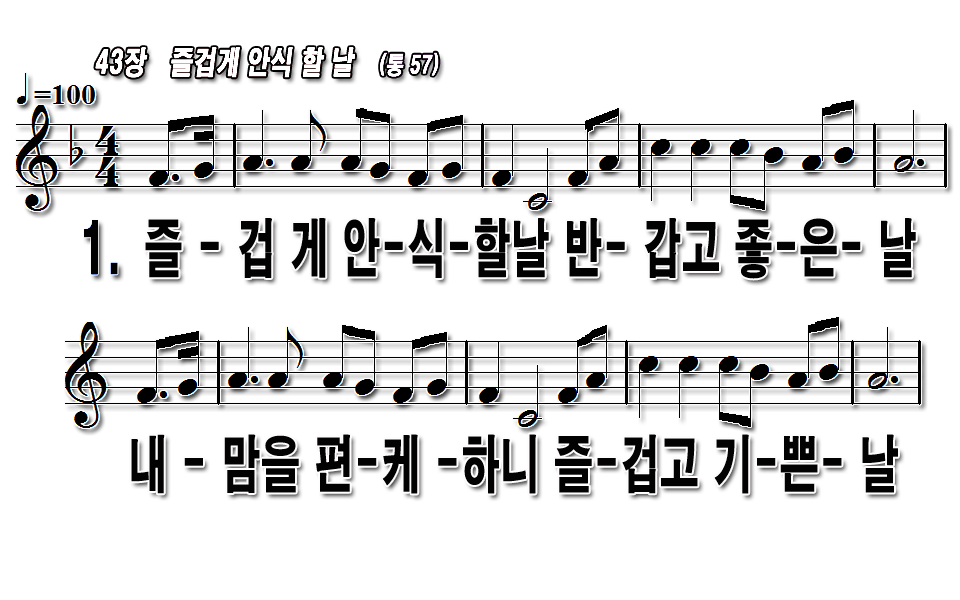 43장 즐겁게 안식 할 날 (통 57)
♩=100
4
4
1. 즐 - 겁 게 안-식-할날 반- 갑고 좋-은- 날
내 - 맘을 편-케 -하니 즐-겁고 기-쁜- 날